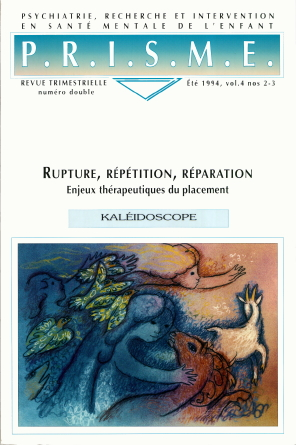 PSYCHIATRIE, RECHERCHE ET INTERVENTION
EN SANTÉ MENTALE DE L'ENFANT
P.R.I.S.M.E.
REVUE TRIMESTRIELLE
numéro double
Été 1994, vol.4 nos 2-3
RUPTURE, RÉPÉTITION, RÉPARATION
Enjeux thérapeutiques du placement
KALÉIDOSCOPE